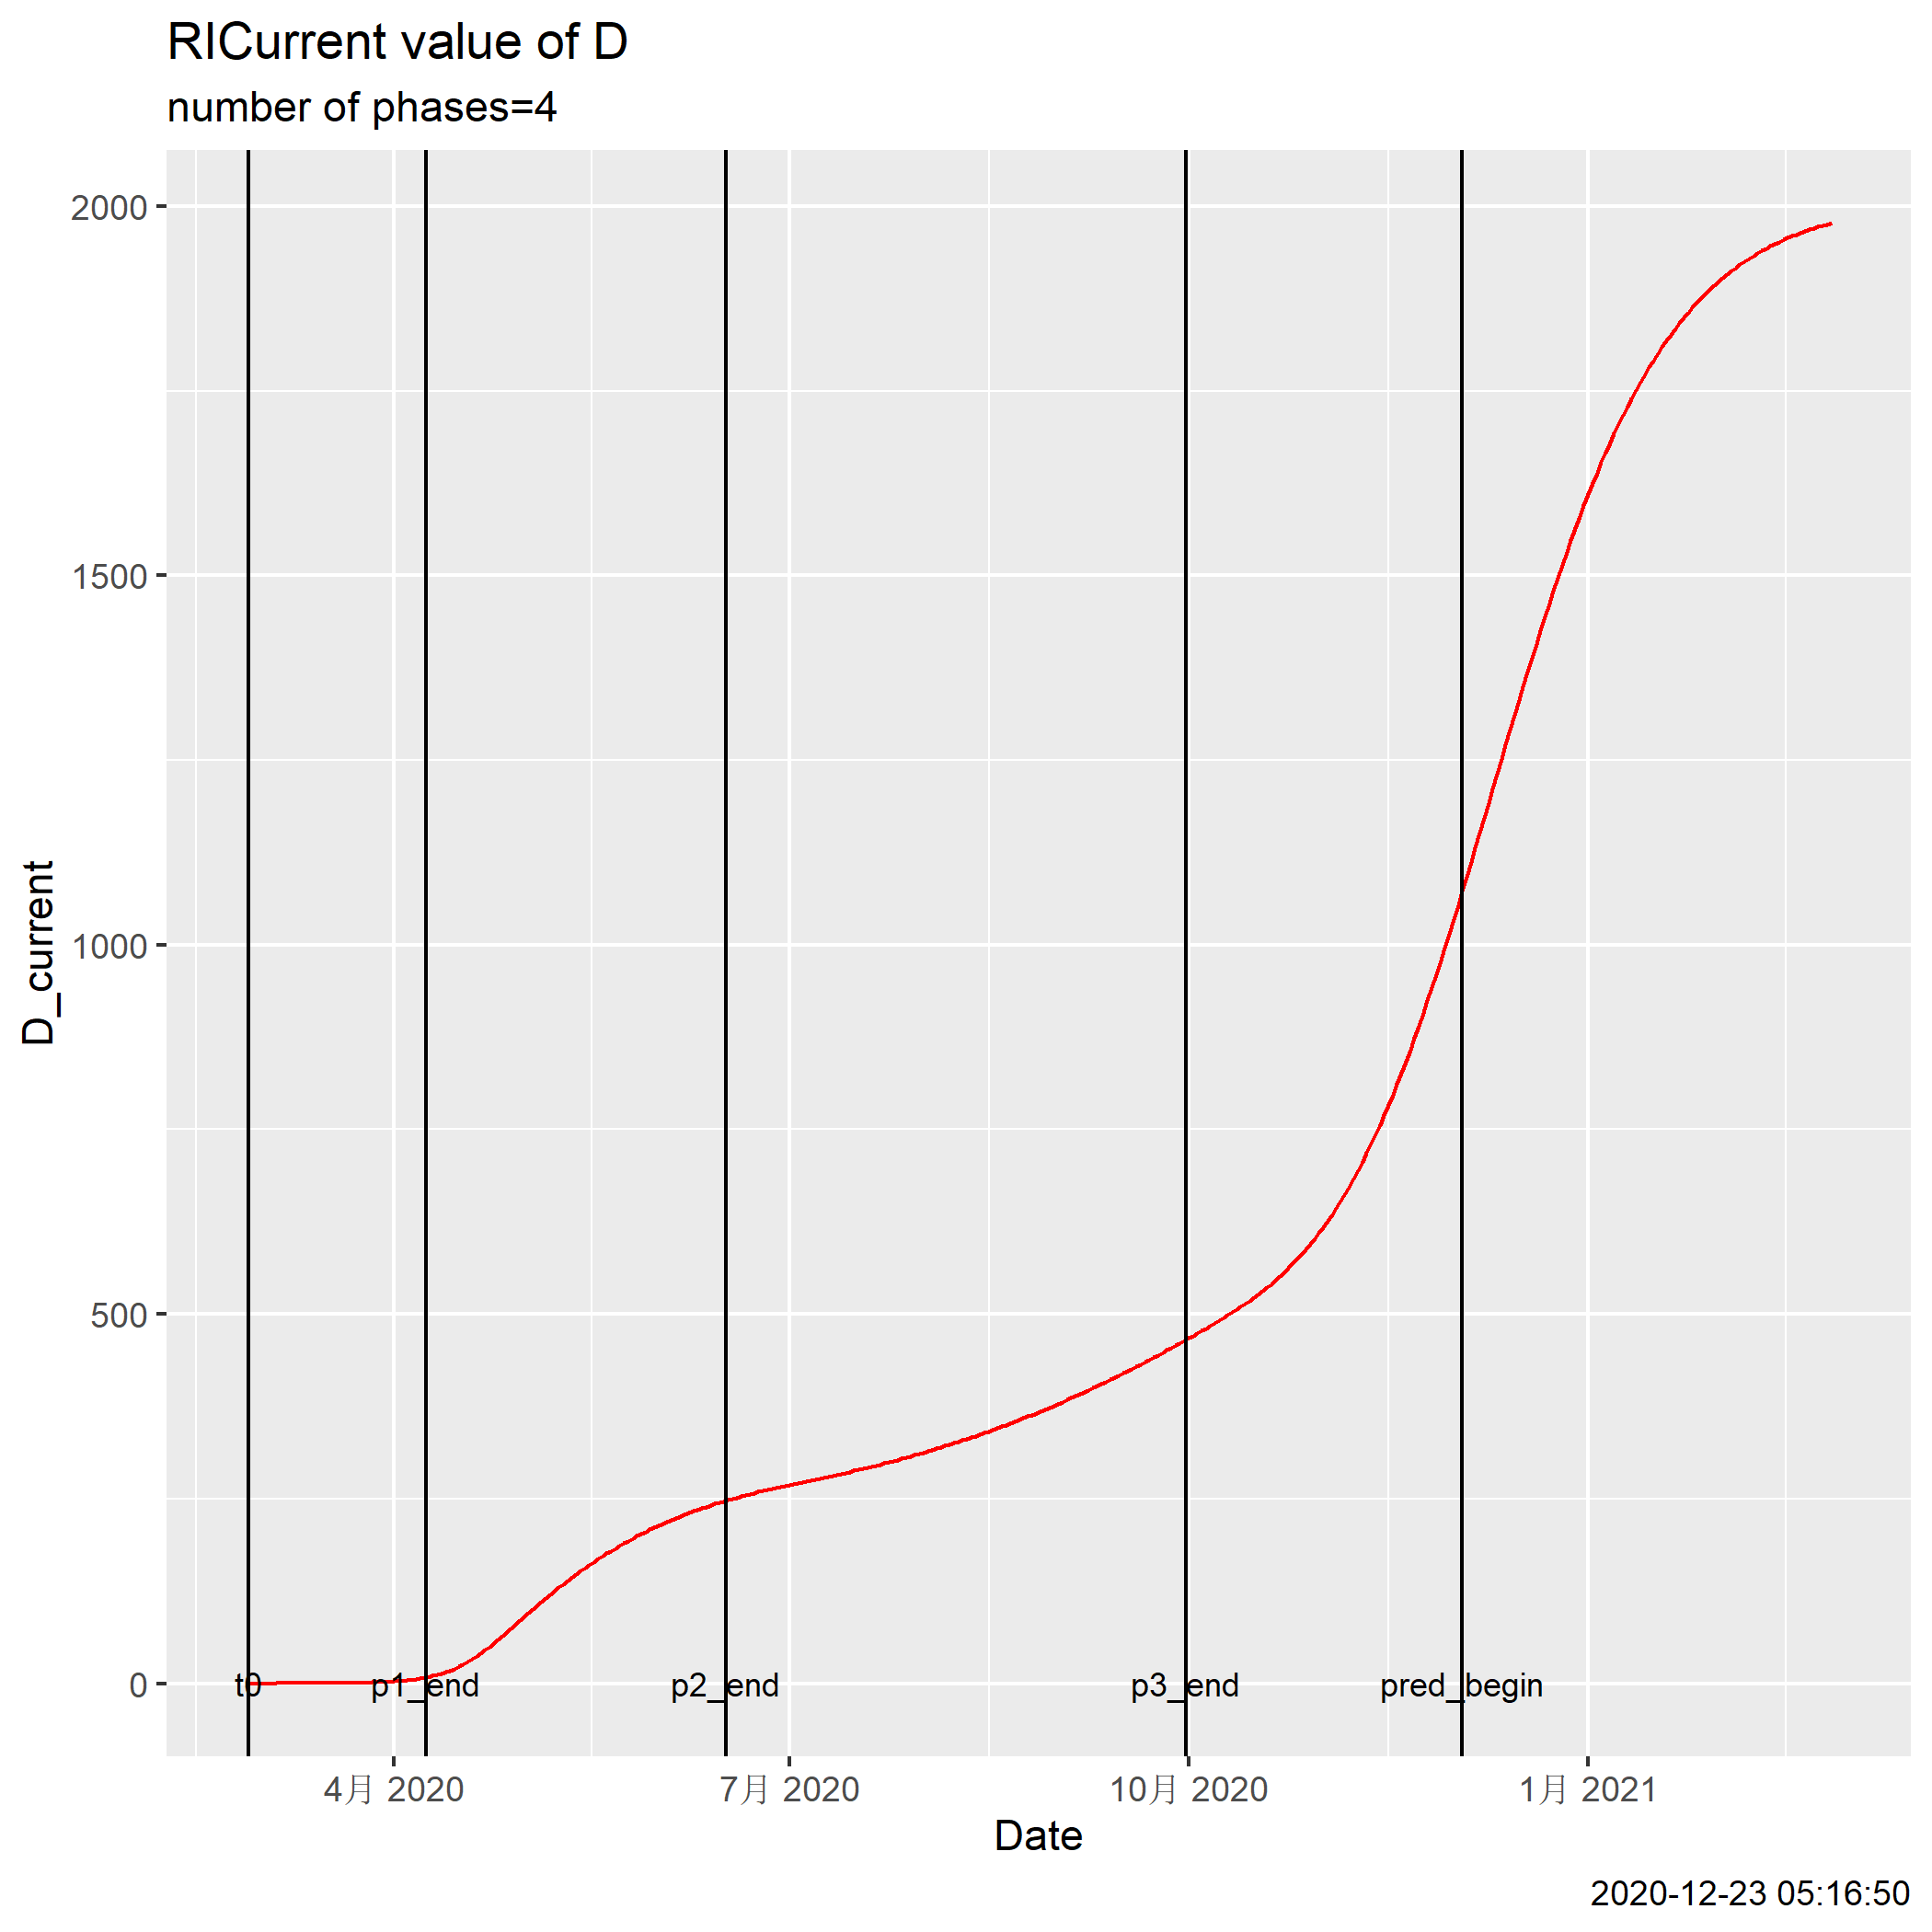 RICurrent value of D
number of phases=4
2000
1500
1000
500
0
D_current
t0
p1_end
p2_end
p3_end
pred_begin
4月 2020
7月 2020
10月 2020
1月 2021
Date
2020-12-23 05:16:50